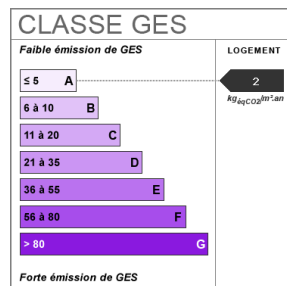 CLASSE GES
Faible émission de GES
LOGEMENT
≤ 5 A
2
kgéqCO2/m².an
6 à 10 B
11 à 20 C
21 à 35 D
36 à 55 E
56 à 80 F
> 80 G
Forte émission de GES